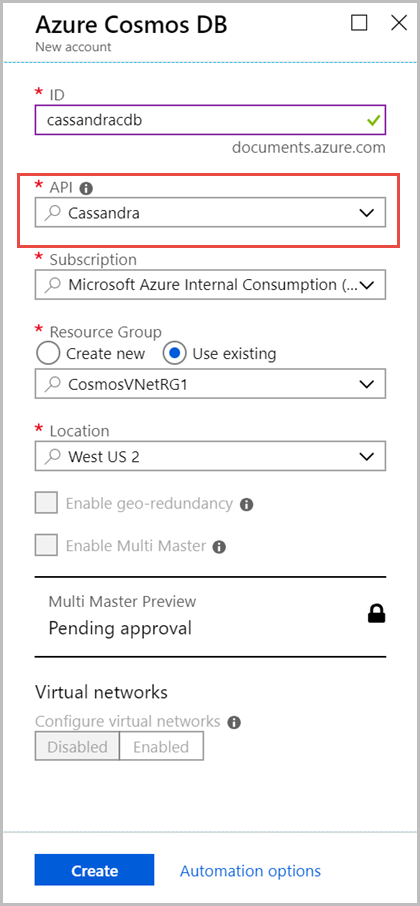 Azure Cosmos DB
New account
* ID
cassandracdb
documents.azure.com
* API
Cassandra
* Subscription
Microsoft Azure Internal Consumption (...
* Resource Group
Create new Use existing
CosmosVNetRG1
* Location
West US 2
Enable geo-redundancy
Enable Multi Master
Multi Master Preview
Pending approval
Virtual networks
Configure virtual networks
Disabled Enabled
Create Automation options